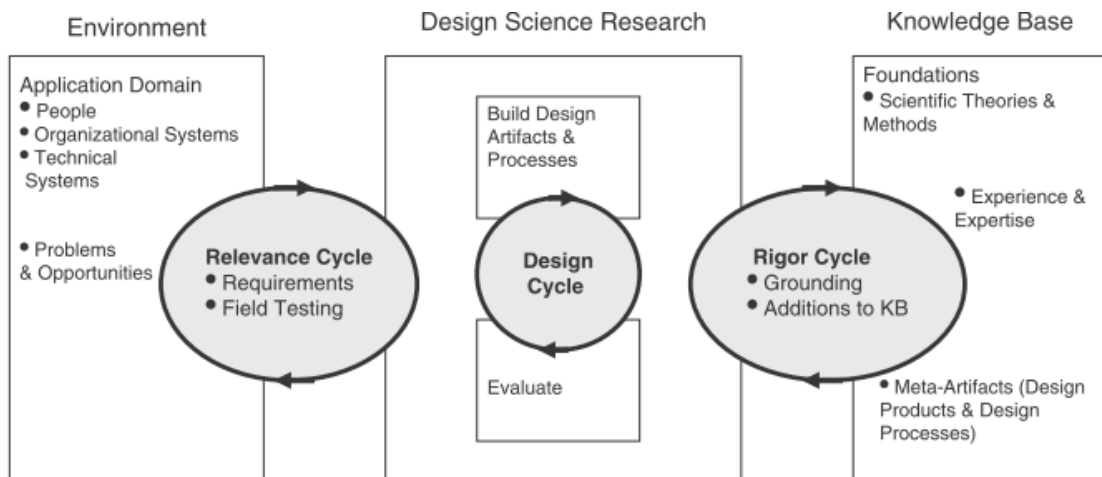 Environment
Design Science Research
Knowledge Base
Application Domain
● People
● Organizational Systems
● Technical
Systems
● Problems
& Opportunities
Relevance Cycle
● Requirements
● Field Testing
Build Design
Artifacts &
Processes
Design
Cycle
Evaluate
Rigor Cycle
● Grounding
● Additions to KB
Foundations
● Scientific Theories &
Methods
● Experience &
Expertise
● Meta-Artifacts (Design
Products & Design
Processes)